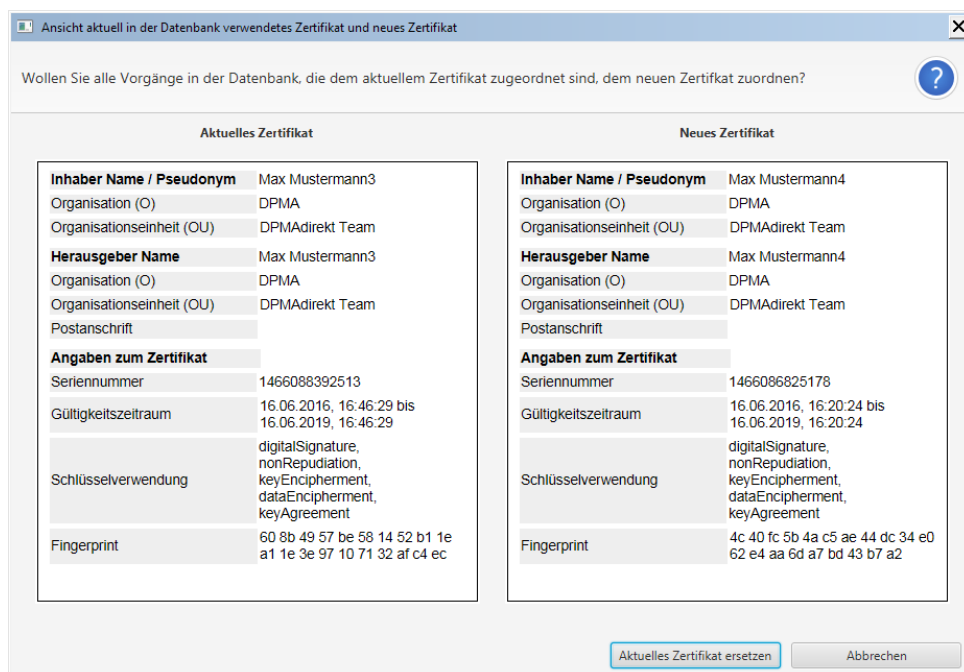 Ansicht aktuell in der Datenbank verwendetes Zertifikat und neues Zertifikat
Wollen Sie alle Vorgänge in der Datenbank, die dem aktuellem Zertifikat zugeordnet sind, dem neuen Zertifkat zuordnen?
?
Aktuelles Zertifikat
Inhaber Name / Pseudonym Max Mustermann3
Organisation (O) DPMA
Organisationseinheit (OU) DPMAdirekt Team
Herausgeber Name Max Mustermann3
Organisation (O) DPMA
Organisationseinheit (OU) DPMAdirekt Team
Postanschrift
Angaben zum Zertifikat
Seriennummer 1466088392513
Gültigkeitszeitraum 16.06.2016, 16:46:29 bis
16.06.2019, 16:46:29
Schlüsselverwendung digitalSignature,
nonRepudiation,
keyEncipherment,
dataEncipherment,
keyAgreement
Fingerprint 60 8b 49 57 be 58 14 52 b1 1e
a1 1e 3e 97 10 71 32 af c4 ec
Neues Zertifikat
Inhaber Name / Pseudonym Max Mustermann4
Organisation (O) DPMA
Organisationseinheit (OU) DPMAdirekt Team
Herausgeber Name Max Mustermann4
Organisation (O) DPMA
Organisationseinheit (OU) DPMAdirekt Team
Postanschrift
Angaben zum Zertifikat
Seriennummer 1466086825178
Gültigkeitszeitraum 16.06.2016, 16:20:24 bis
16.06.2019, 16:20:24
Schlüsselverwendung digitalSignature,
nonRepudiation,
keyEncipherment,
dataEncipherment,
keyAgreement
Fingerprint 4c 40 fc 5b 4a c5 ae 44 dc 34 e0
62 e4 aa 6d a7 bd 43 b7 a2
Aktuelles Zertifikat ersetzen
Abbrechen